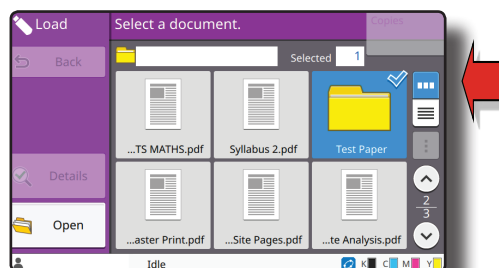 Load
Select a document.
Copies
Back
Selected 1
...TS MATHS.pdf
Syllabus 2.pdf
Test Paper
Details
2
3
Open
...aster Print.pdf
...Site Pages.pdf
...te Analysis.pdf
Idle
K C M Y